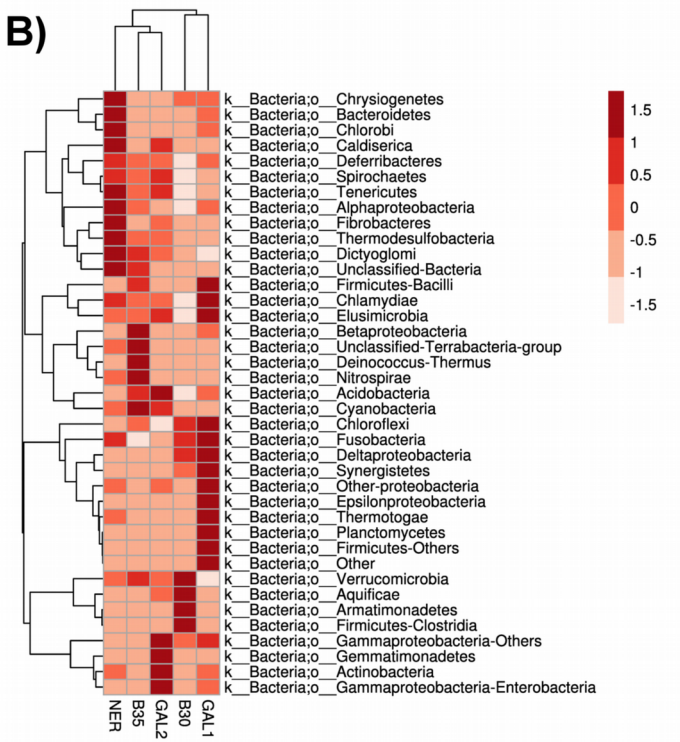 B)
k__Bacteria;o__Chrysiogenetes
k__Bacteria;o__Bacteroidetes
k__Bacteria;o__Chlorobi
k__Bacteria;o__Caldiserica
k__Bacteria;o__Deferribacteres
k__Bacteria;o__Spirochaetes
k__Bacteria;o__Tenericutes
k__Bacteria;o__Alphaproteobacteria
k__Bacteria;o__Fibrobacteres
k__Bacteria;o__Thermodesulfobacteria
k__Bacteria;o__Dictyoglomi
k__Bacteria;o__Unclassified-Bacteria
k__Bacteria;o__Firmicutes-Bacilli
k__Bacteria;o__Chlamydiae
k__Bacteria;o__Elusimicrobia
k__Bacteria;o__Betaproteobacteria
k__Bacteria;o__Unclassified-Terrabacteria-group
k__Bacteria;o__Deinococcus-Thermus
k__Bacteria;o__Nitrospirae
k__Bacteria;o__Acidobacteria
k__Bacteria;o__Cyanobacteria
k__Bacteria;o__Chloroflexi
k__Bacteria;o__Fusobacteria
k__Bacteria;o__Deltaproteobacteria
k__Bacteria;o__Synergistetes
k__Bacteria;o__Other-proteobacteria
k__Bacteria;o__Epsilonproteobacteria
k__Bacteria;o__Thermotogae
k__Bacteria;o__Planctomycetes
k__Bacteria;o__Firmicutes-Others
k__Bacteria;o__Other
k__Bacteria;o__Verrucomicrobia
k__Bacteria;o__Aquificae
k__Bacteria;o__Armatimonadetes
k__Bacteria;o__Firmicutes-Clostridia
k__Bacteria;o__Gammaproteobacteria-Others
k__Bacteria;o__Gemmatimonadetes
k__Bacteria;o__Actinobacteria
k__Bacteria;o__Gammaproteobacteria-Enterobacteria
NER
B35
GAL2
B30
GAL1
1.5
1
0.5
0
-0.5
-1
-1.5